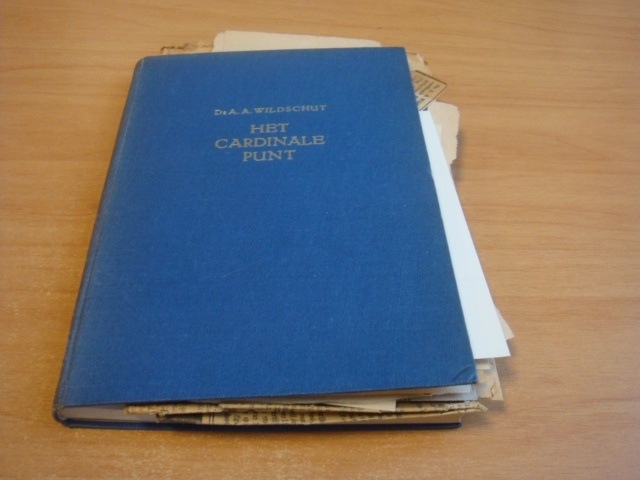 Dr A. A. WILDSCHUT
HET
CARDINALE
PUNT